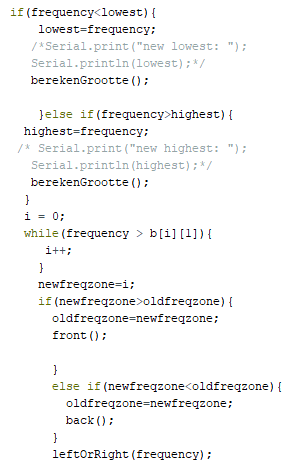 if(frequency<lowest){
lowest=frequency;
/*Serial.print("new lowest: ");
Serial.println(lowest);*/
berekenGrootte();
}else if(frequency>highest){
highest=frequency;
/* Serial.print("new highest: ");
Serial.println(highest);*/
berekenGrootte();
}
i = 0;
while(frequency > b[i][1]){
i++;
}
newfreqzone=i;
if(newfreqzone>oldfreqzone){
oldfreqzone=newfreqzone;
front();
}
else if(newfreqzone<oldfreqzone){
oldfreqzone=newfreqzone;
back();
}
leftOrRight(frequency);